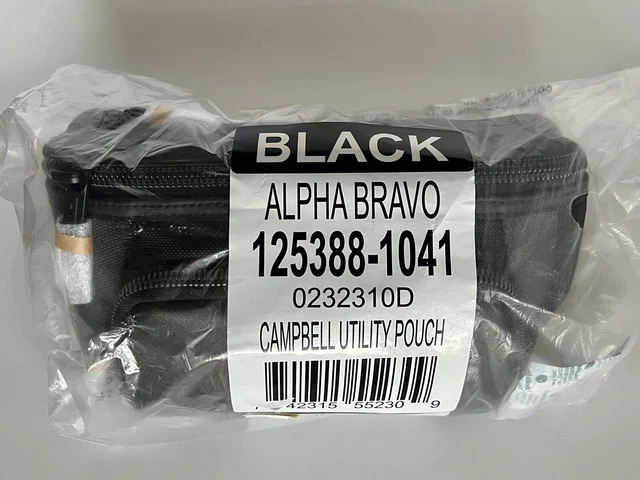 BLACK
ALPHA BRAVO
125388-1041
0232310D
CAMPBELL UTILITY POUCH
42315 55230 9